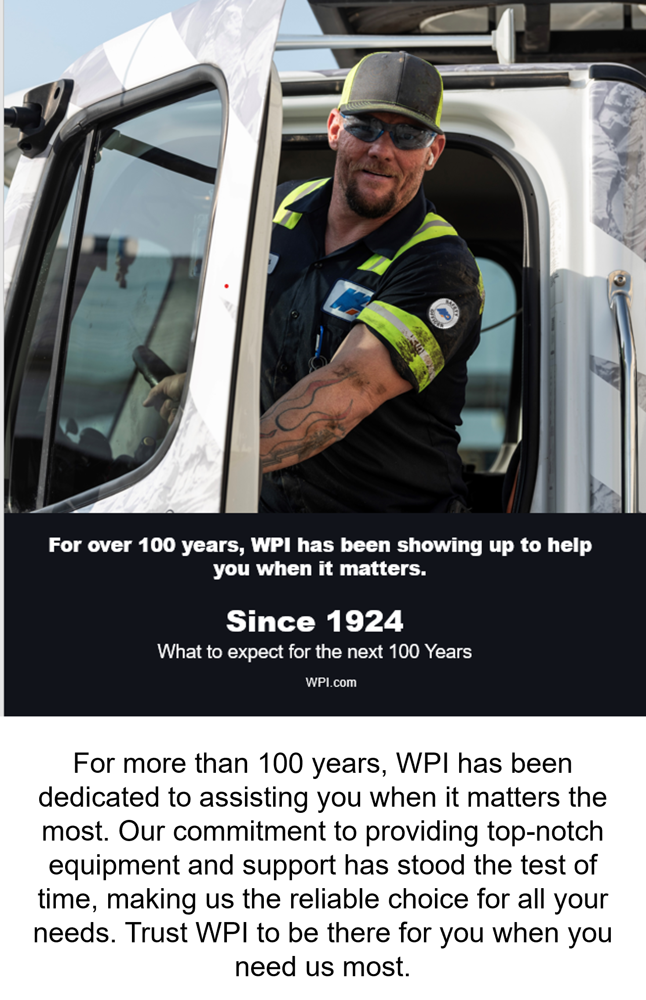 WPI
SAFETY
OFFICER
WPI
For over 100 years, WPI has been showing up to help
you when it matters.
Since 1924
What to expect for the next 100 Years
WPI.com
For more than 100 years, WPI has been
dedicated to assisting you when it matters the
most. Our commitment to providing top-notch
equipment and support has stood the test of
time, making us the reliable choice for all your
needs. Trust WPI to be there for you when you
need us most.